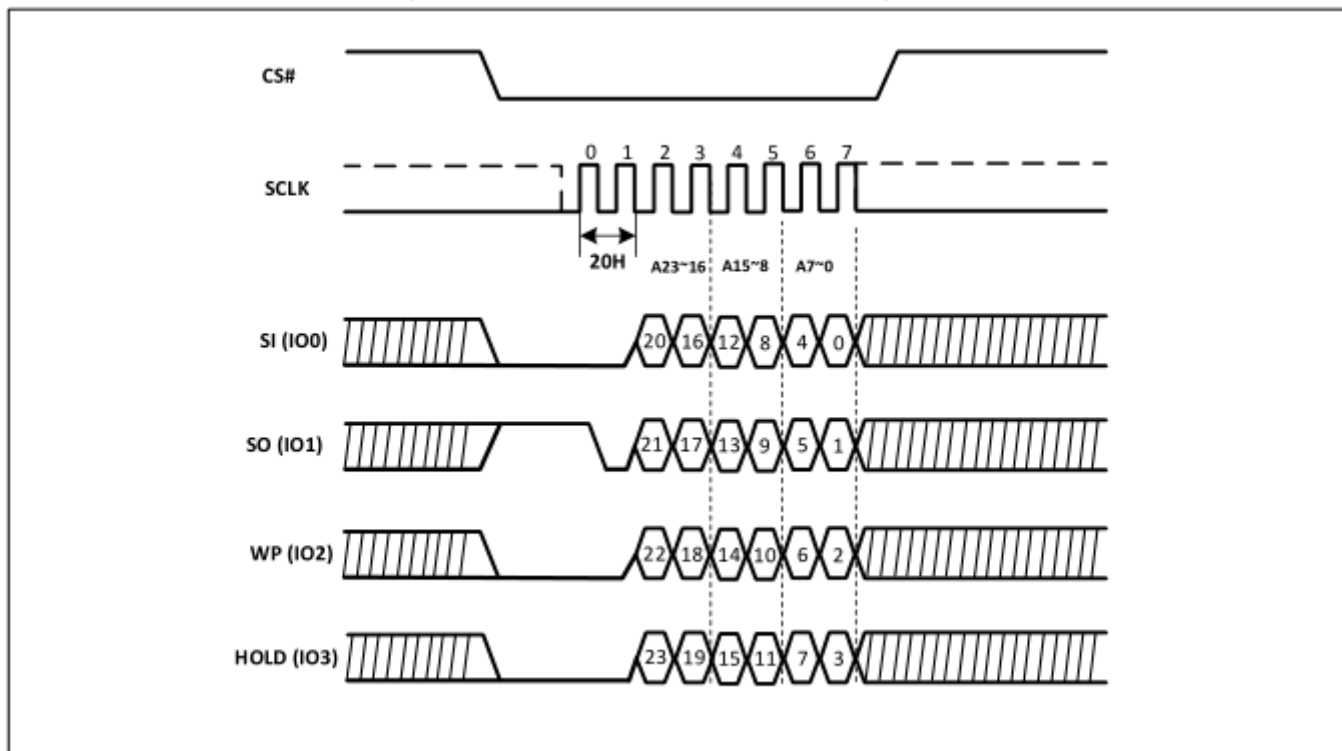 CS#
0 1 2 3 4 5 6 7
SCLK
20H A23~16 A15~8 A7~0
SI (IO0) 20 16 12 8 4 0
SO (IO1) 21 17 13 9 5 1
WP (IO2) 22 18 14 10 6 2
HOLD (IO3) 23 19 15 11 7 3